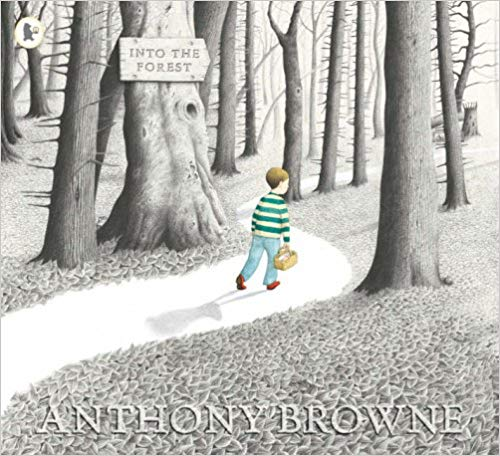 INTO THE
FOREST
ANTHONY BROWNE